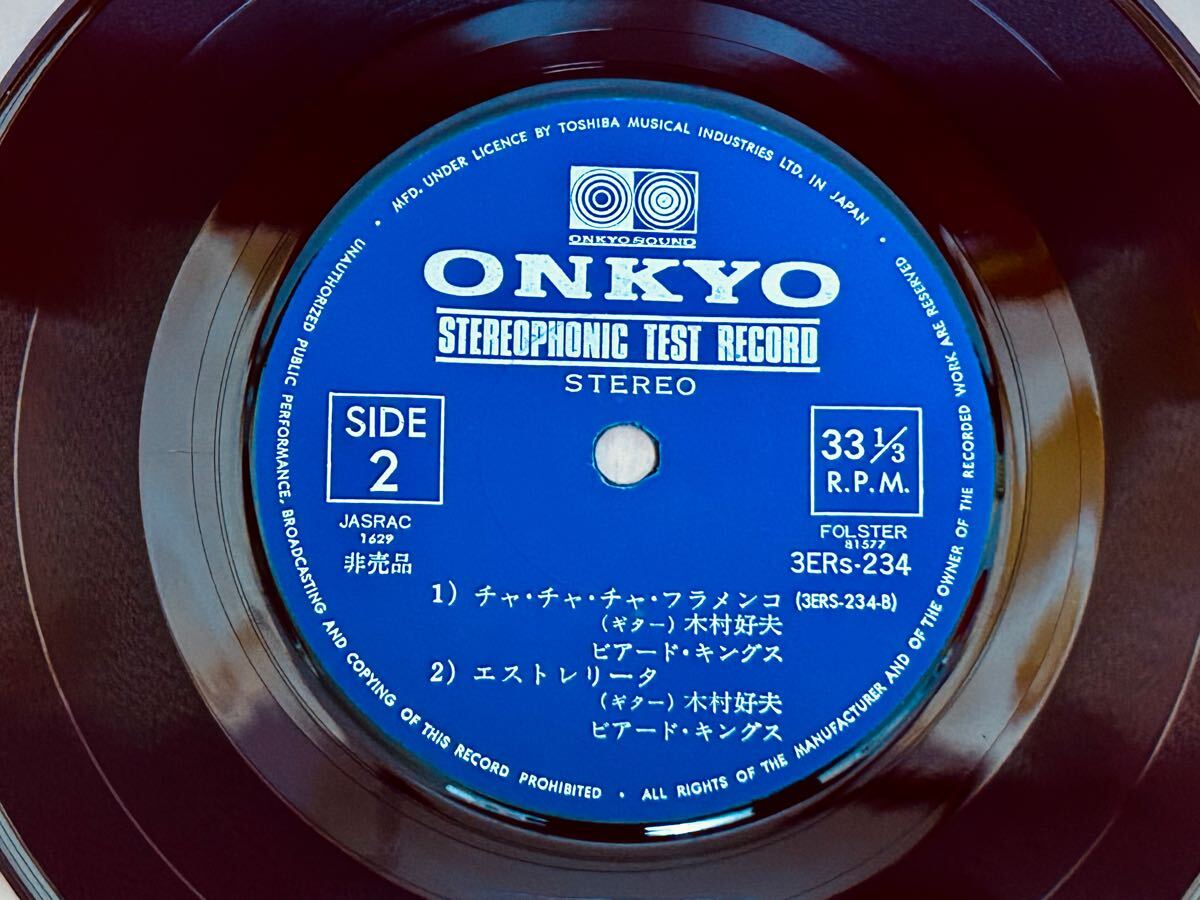 MFD. UNDER LICENCE BY TOSHIBA MUSICAL INDUSTRIES LTD. IN JAPAN •
ONKYO SOUND
ONKYO
STEREOPHONIC TEST RECORD
STEREO
SIDE
2
JASRAC
1629
非売品
33 1/3
R.P.M.
FOLSTER
81577
3ERs-234
1) チャ・チャ・チャ・フラメンコ (3ERS-234-B)
(ギター) 木村好夫
ビアード・キングス
2) エストレリータ
(ギター) 木村好夫
ビアード・キングス
UNAUTHORIZED PUBLIC PERFORMANCE, BROADCASTING AND COPYING OF THIS RECORD PROHIBITED • ALL RIGHTS OF THE MANUFACTURER AND OF THE OWNER OF THE RECORDED WORK ARE RESERVED •